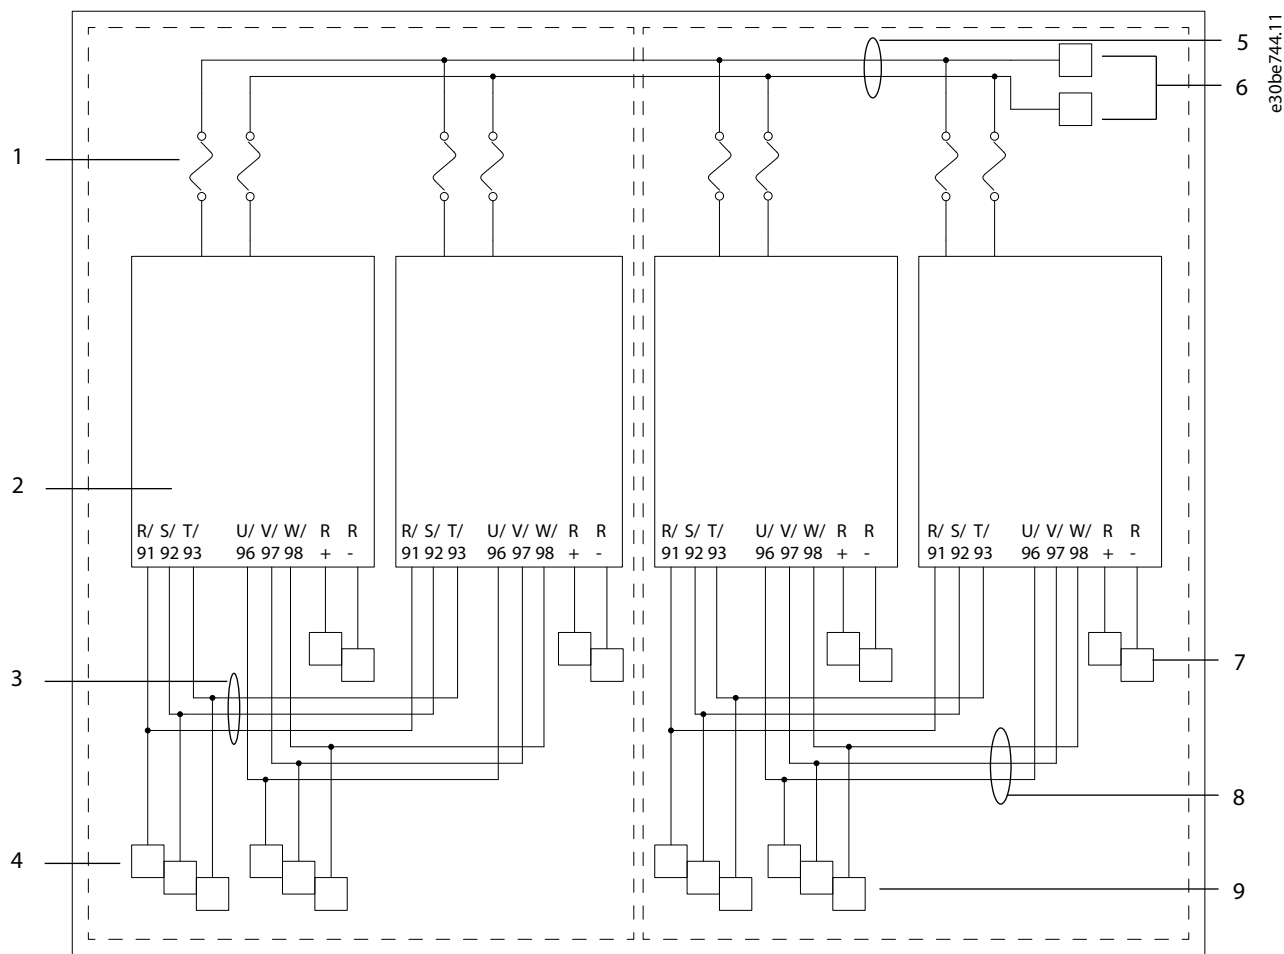 5
6
e30be744.11
1
2
R/ S/ T/ U/ V/ W/ R R
91 92 93 96 97 98 + -
R/ S/ T/ U/ V/ W/ R R
91 92 93 96 97 98 + -
R/ S/ T/ U/ V/ W/ R R
91 92 93 96 97 98 + -
R/ S/ T/ U/ V/ W/ R R
91 92 93 96 97 98 + -
3
7
8
4
9